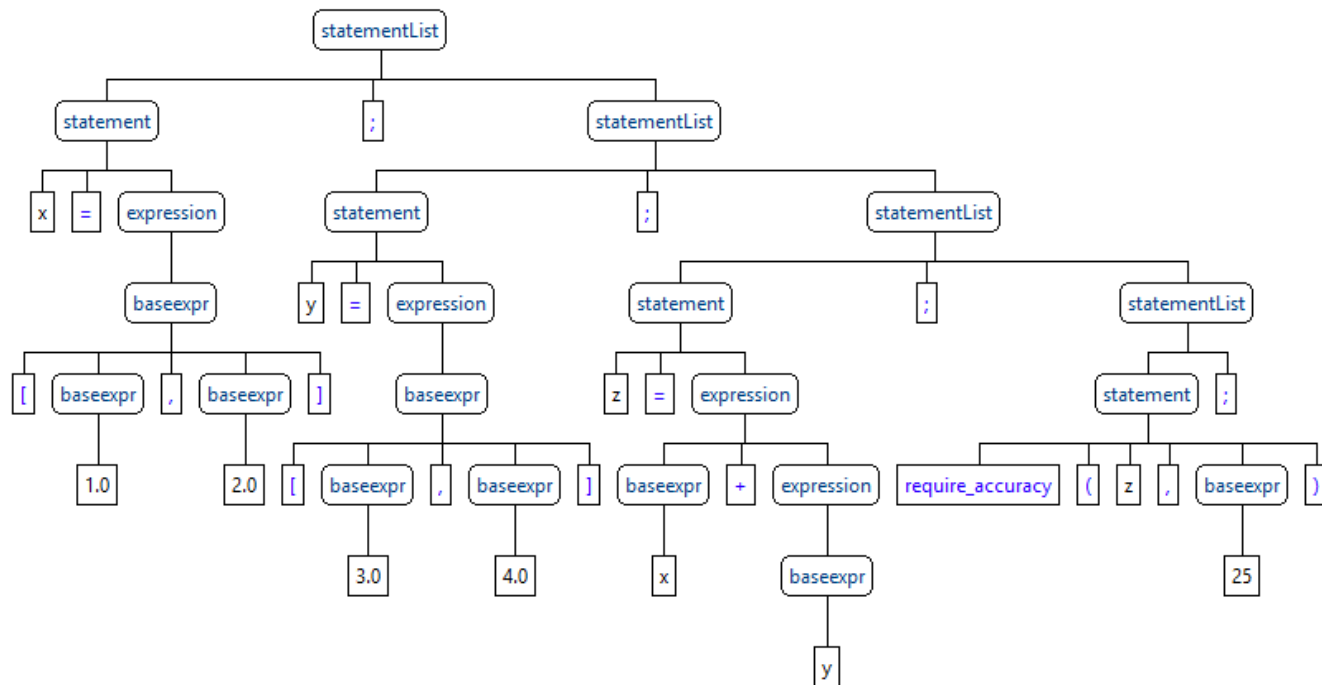 statementList
statement ; statementList
x = expression statement ; statementList
baseexpr y = expression statement ; statementList
[ baseexpr , baseexpr ] baseexpr z = expression statement ;
1.0 2.0 [ baseexpr , baseexpr ] baseexpr + expression require_accuracy ( z , baseexpr )
3.0 4.0 x baseexpr 25
y